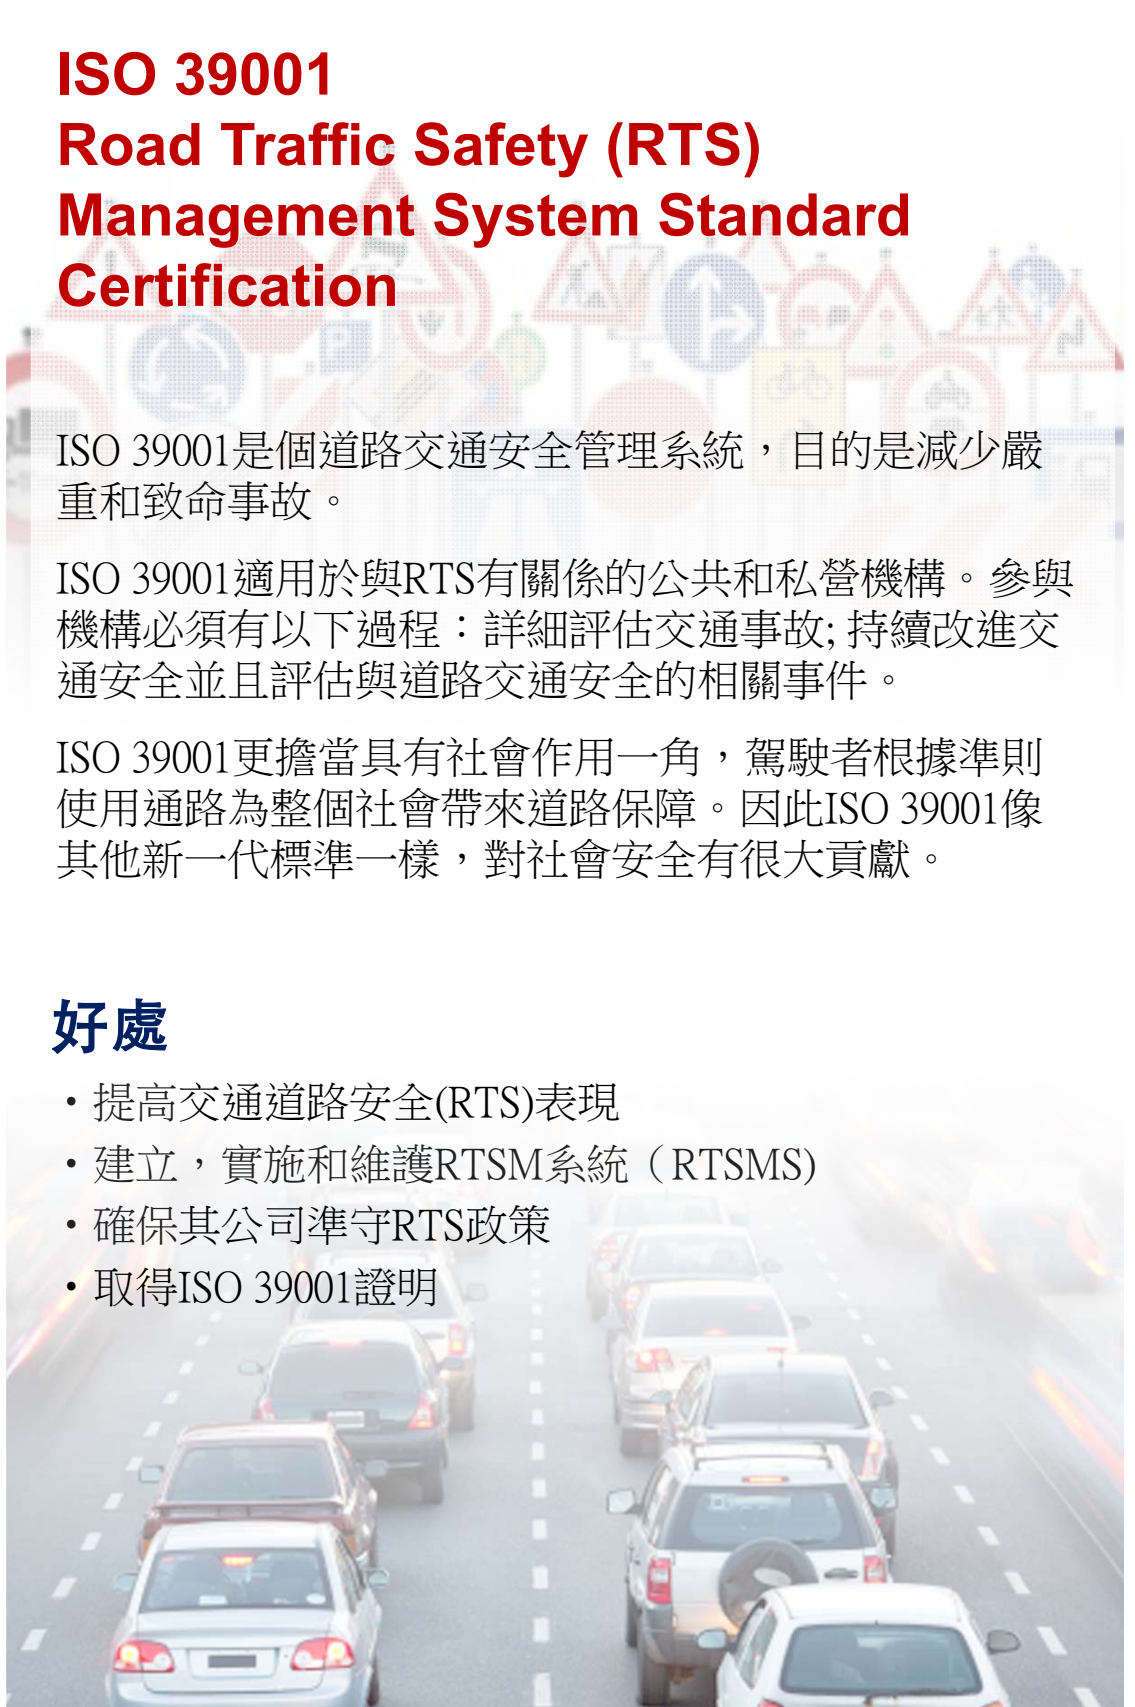 ISO 39001
Road Traffic Safety (RTS)
Management System Standard
Certification
ISO 39001是個道路交通安全管理系統，目的是減少嚴
重和致命事故。
ISO 39001適用於與RTS有關係的公共和私營機構。參與
機構必須有以下過程：詳細評估交通事故; 持續改進交
通安全並且評估與道路交通安全的相關事件。
ISO 39001更擔當具有社會作用一角，駕駛者根據準則
使用通路為整個社會帶來道路保障。因此ISO 39001像
其他新一代標準一樣，對社會安全有很大貢獻。
好處
•提高交通道路安全(RTS)表現
•建立，實施和維護RTSM系統（RTSMS)
•確保其公司準守RTS政策
•取得ISO 39001證明